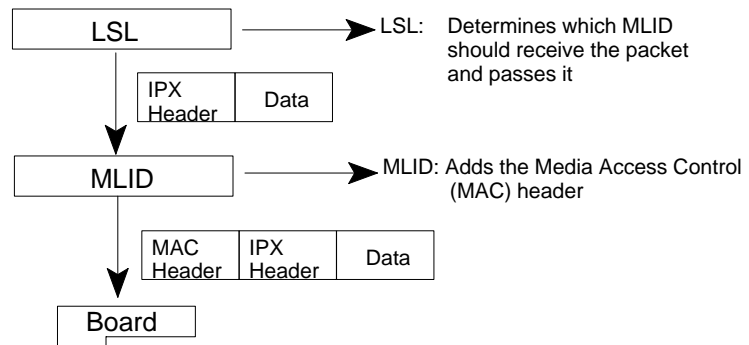 LSL
LSL: Determines which MLID
should receive the packet
and passes it
IPX
Header
Data
MLID
MLID: Adds the Media Access Control
(MAC) header
MAC
Header
IPX
Header
Data
Board